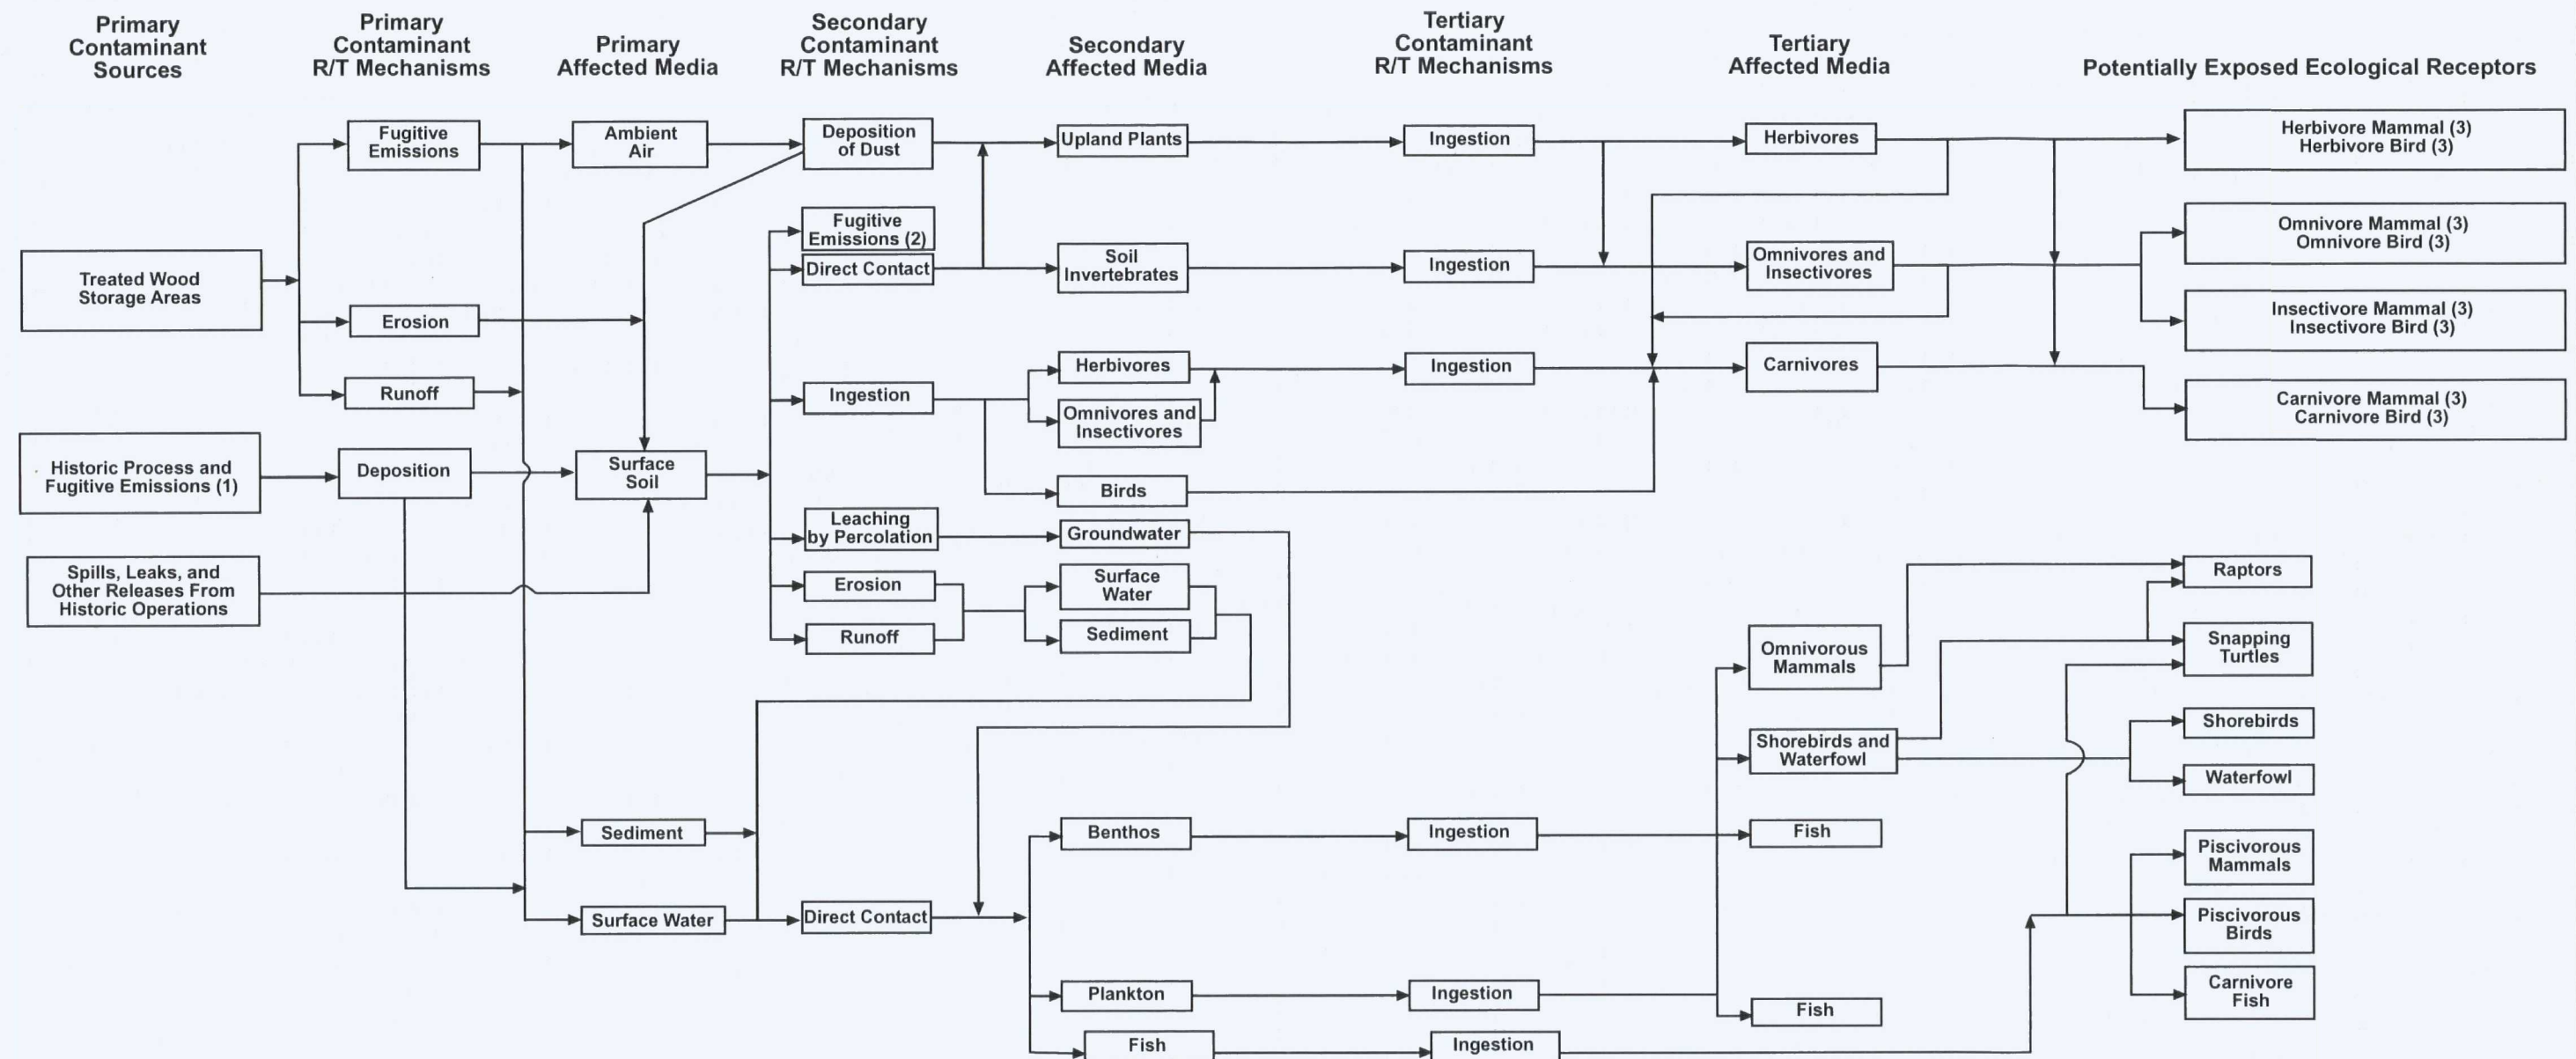 Primary
Contaminant
Sources
Primary
Contaminant
R/T Mechanisms
Primary
Affected Media
Secondary
Contaminant
R/T Mechanisms
Secondary
Affected Media
Tertiary
Contaminant
R/T Mechanisms
Tertiary
Affected Media
Potentially Exposed Ecological Receptors
Treated Wood
Storage Areas
Historic Process and
Fugitive Emissions (1)
Spills, Leaks, and
Other Releases From
Historic Operations
Fugitive
Emissions
Erosion
Runoff
Deposition
Ambient
Air
Surface
Soil
Sediment
Surface Water
Deposition
of Dust
Fugitive
Emissions (2)
Direct Contact
Ingestion
Leaching
by Percolation
Erosion
Runoff
Direct Contact
Upland Plants
Soil
Invertebrates
Herbivores
Omnivores and
Insectivores
Birds
Groundwater
Surface
Water
Sediment
Benthos
Plankton
Fish
Ingestion
Ingestion
Ingestion
Ingestion
Ingestion
Ingestion
Herbivores
Omnivores and
Insectivores
Carnivores
Omnivorous
Mammals
Shorebirds and
Waterfowl
Fish
Fish
Herbivore Mammal (3)
Herbivore Bird (3)
Omnivore Mammal (3)
Omnivore Bird (3)
Insectivore Mammal (3)
Insectivore Bird (3)
Carnivore Mammal (3)
Carnivore Bird (3)
Raptors
Snapping
Turtles
Shorebirds
Waterfowl
Piscivorous
Mammals
Piscivorous
Birds
Carnivore
Fish